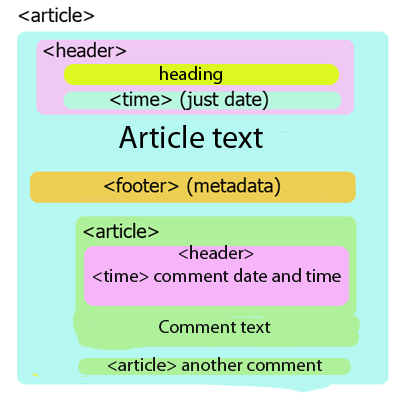 <article>
<header>
heading
<time> (just date)
Article text
<footer> (metadata)
<article>
<header>
<time> comment date and time
Comment text
<article> another comment